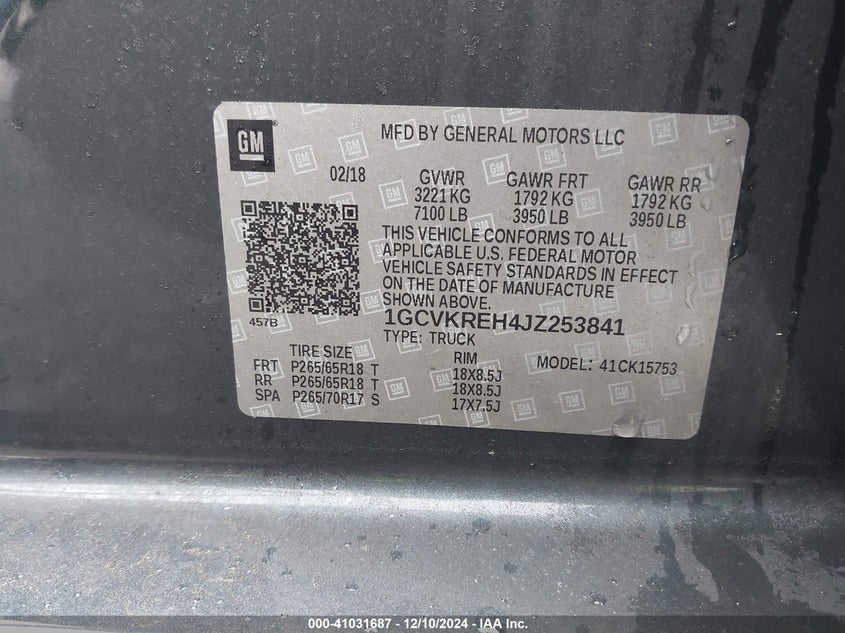 GM
MFD BY GENERAL MOTORS LLC
02/18 GVWR GAWR FRT GAWR RR
3221 KG 1792 KG 1792 KG
7100 LB 3950 LB 3950 LB
THIS VEHICLE CONFORMS TO ALL
APPLICABLE U.S. FEDERAL MOTOR
VEHICLE SAFETY STANDARDS IN EFFECT
ON THE DATE OF MANUFACTURE
SHOWN ABOVE.
457B
1GCVKREH4JZ253841
TYPE: TRUCK
TIRE SIZE RIM MODEL: 41CK15753
FRT P265/65R18 T 18X8.5J
RR P265/65R18 T 18X8.5J
SPA P265/70R17 S 17X7.5J
000-41031687 - 12/10/2024 - IAA Inc.